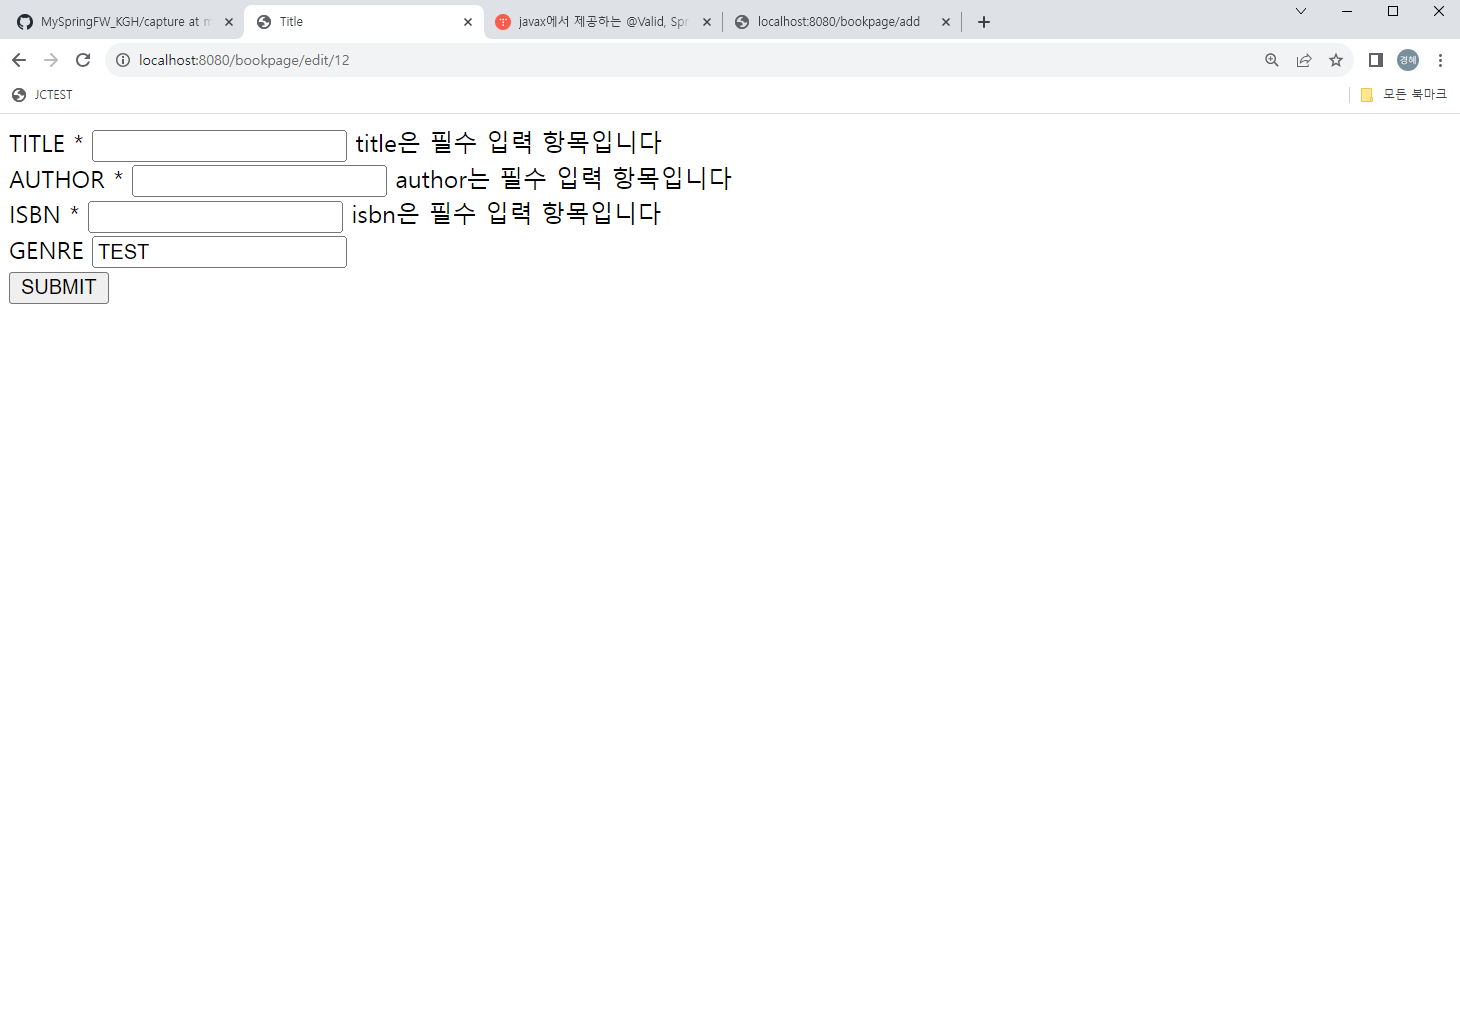 MySpringFW_KGH/capture at m
Title
javax에서 제공하는 @Valid, Spr
localhost:8080/bookpage/add
localhost:8080/bookpage/edit/12
경혜
JCTEST
모든 북마크
TITLE * title은 필수 입력 항목입니다
AUTHOR * author는 필수 입력 항목입니다
ISBN * isbn은 필수 입력 항목입니다
GENRE TEST
SUBMIT